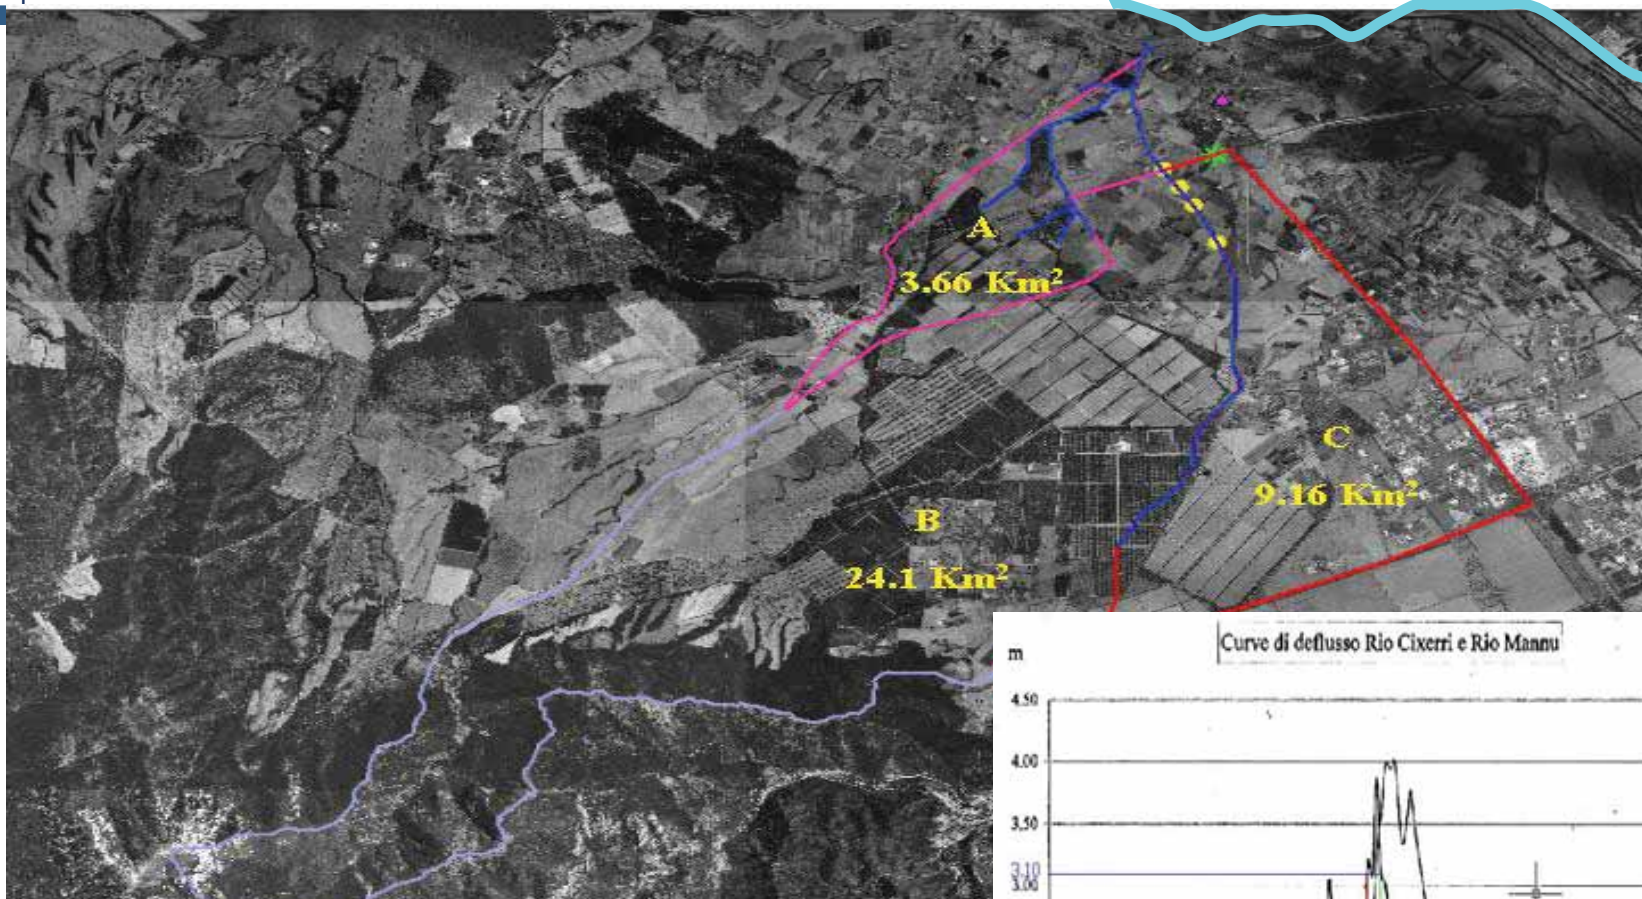 A
3.66 Km²
C
9.16 Km²
B
24.1 Km²
Curve di deflusso Rio Cixerri e Rio Mannu
m
4.50
4.00
3.50
3.10
3.00